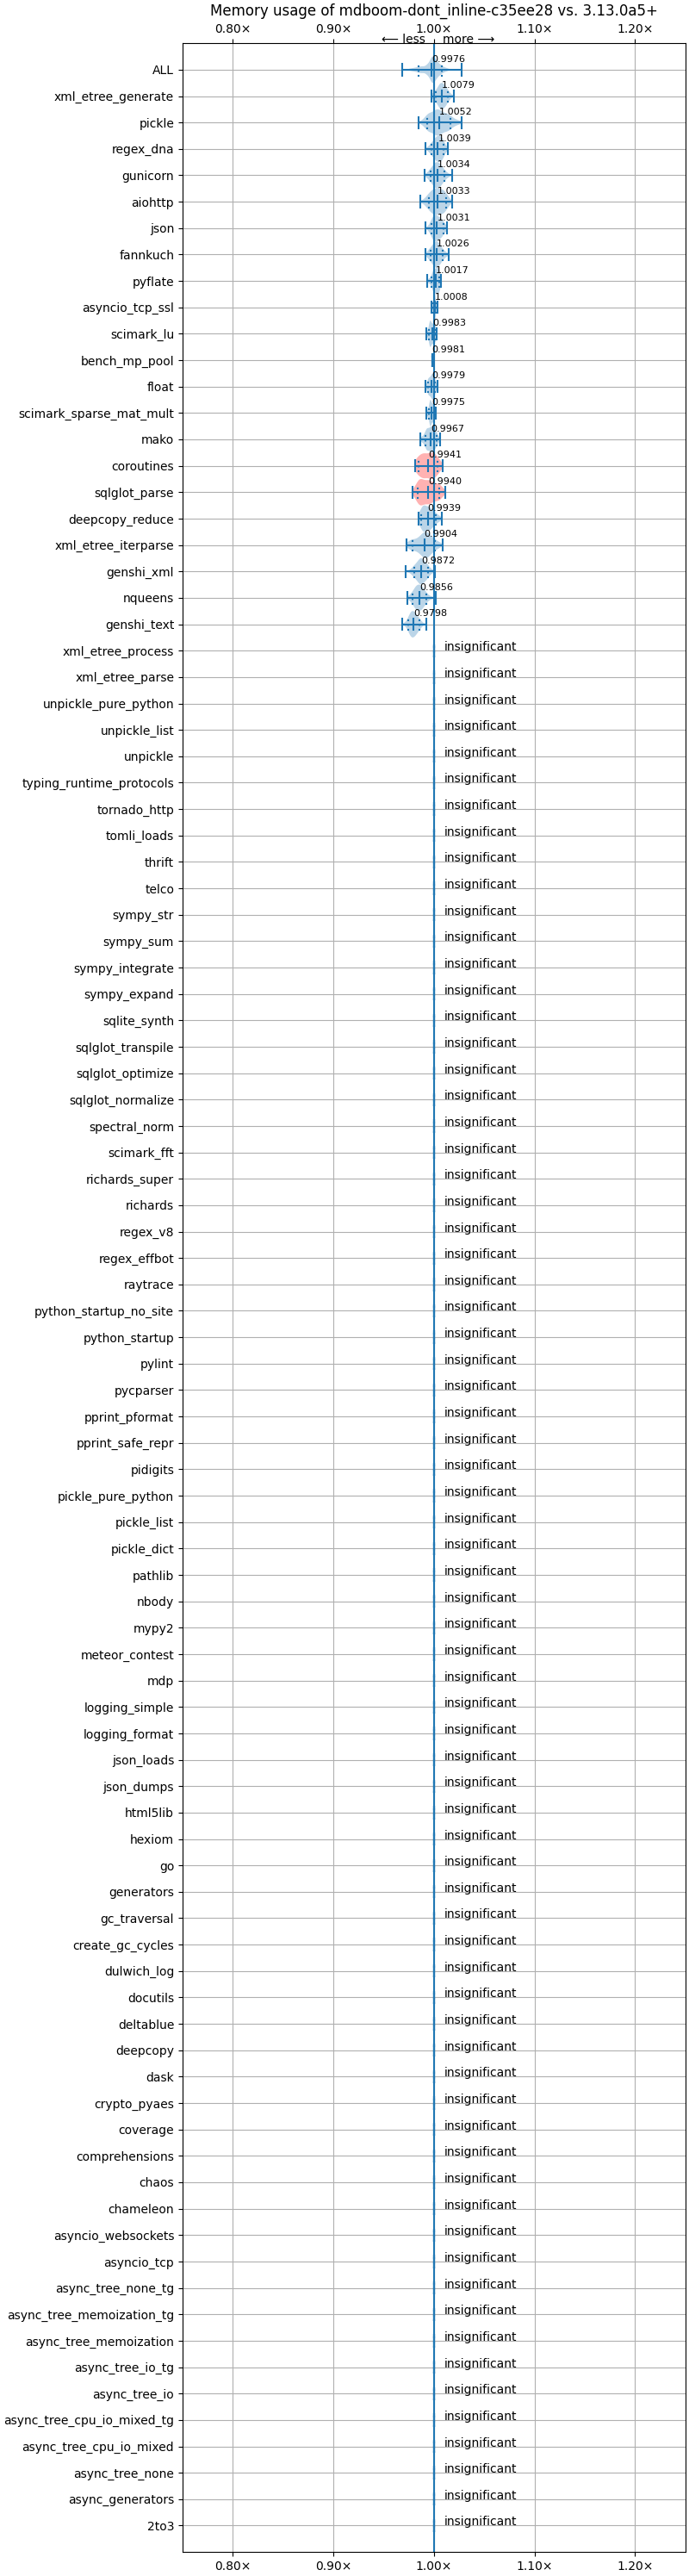 Memory usage of mdboom-dont_inline-c35ee28 vs. 3.13.0a5+
0.80× 0.90× 1.00× 1.10× 1.20×
⟵ less more ⟶
ALL 0.9976
xml_etree_generate 1.0079
pickle 1.0052
regex_dna 1.0039
gunicorn 1.0034
aiohttp 1.0033
json 1.0031
fannkuch 1.0026
pyflate 1.0017
asyncio_tcp_ssl 1.0008
scimark_lu 0.9983
bench_mp_pool 0.9981
float 0.9979
scimark_sparse_mat_mult 0.9975
mako 0.9967
coroutines 0.9941
sqlglot_parse 0.9940
deepcopy_reduce 0.9939
xml_etree_iterparse 0.9904
genshi_xml 0.9872
nqueens 0.9856
genshi_text 0.9798
xml_etree_process insignificant
xml_etree_parse insignificant
unpickle_pure_python insignificant
unpickle_list insignificant
unpickle insignificant
typing_runtime_protocols insignificant
tornado_http insignificant
tomli_loads insignificant
thrift insignificant
telco insignificant
sympy_str insignificant
sympy_sum insignificant
sympy_integrate insignificant
sympy_expand insignificant
sqlite_synth insignificant
sqlglot_transpile insignificant
sqlglot_optimize insignificant
sqlglot_normalize insignificant
spectral_norm insignificant
scimark_fft insignificant
richards_super insignificant
richards insignificant
regex_v8 insignificant
regex_effbot insignificant
raytrace insignificant
python_startup_no_site insignificant
python_startup insignificant
pylint insignificant
pycparser insignificant
pprint_pformat insignificant
pprint_safe_repr insignificant
pidigits insignificant
pickle_pure_python insignificant
pickle_list insignificant
pickle_dict insignificant
pathlib insignificant
nbody insignificant
mypy2 insignificant
meteor_contest insignificant
mdp insignificant
logging_simple insignificant
logging_format insignificant
json_loads insignificant
json_dumps insignificant
html5lib insignificant
hexiom insignificant
go insignificant
generators insignificant
gc_traversal insignificant
create_gc_cycles insignificant
dulwich_log insignificant
docutils insignificant
deltablue insignificant
deepcopy insignificant
dask insignificant
crypto_pyaes insignificant
coverage insignificant
comprehensions insignificant
chaos insignificant
chameleon insignificant
asyncio_websockets insignificant
asyncio_tcp insignificant
async_tree_none_tg insignificant
async_tree_memoization_tg insignificant
async_tree_memoization insignificant
async_tree_io_tg insignificant
async_tree_io insignificant
async_tree_cpu_io_mixed_tg insignificant
async_tree_cpu_io_mixed insignificant
async_tree_none insignificant
async_generators insignificant
2to3 insignificant
0.80× 0.90× 1.00× 1.10× 1.20×